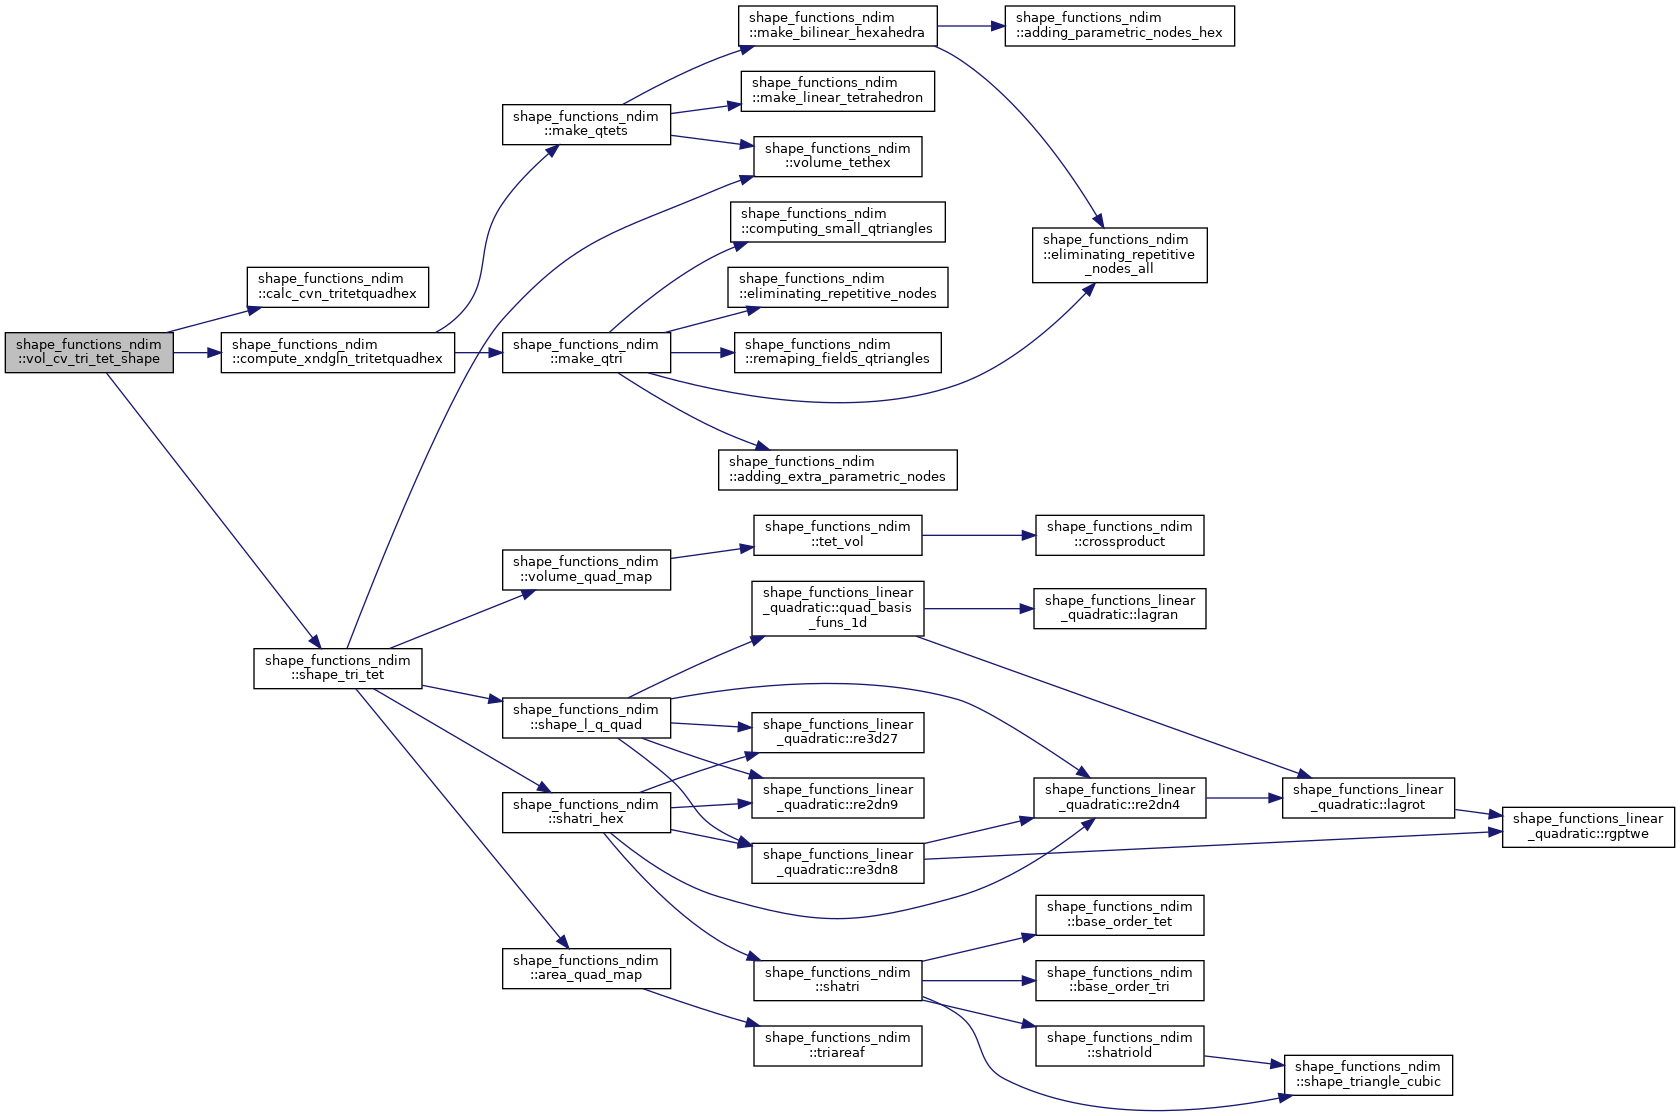 shape_functions_ndim
::vol_cv_tri_tet_shape
shape_functions_ndim
::calc_cvn_tritetquadhex
shape_functions_ndim
::compute_xndgln_tritetquadhex
shape_functions_ndim
::shape_tri_tet
shape_functions_ndim
::make_qtets
shape_functions_ndim
::make_qtri
shape_functions_ndim
::volume_quad_map
shape_functions_ndim
::shape_l_q_quad
shape_functions_ndim
::shatri_hex
shape_functions_ndim
::area_quad_map
shape_functions_ndim
::make_bilinear_hexahedra
shape_functions_ndim
::make_linear_tetrahedron
shape_functions_ndim
::volume_tethex
shape_functions_ndim
::computing_small_qtriangles
shape_functions_ndim
::eliminating_repetitive_nodes
shape_functions_ndim
::remaping_fields_qtriangles
shape_functions_ndim
::adding_extra_parametric_nodes
shape_functions_ndim
::tet_vol
shape_functions_linear
_quadratic::quad_basis
_funs_1d
shape_functions_linear
_quadratic::re3d27
shape_functions_linear
_quadratic::re2dn9
shape_functions_linear
_quadratic::re3dn8
shape_functions_ndim
::shatri
shape_functions_ndim
::triareaf
shape_functions_ndim
::adding_parametric_nodes_hex
shape_functions_ndim
::eliminating_repetitive
_nodes_all
shape_functions_ndim
::crossproduct
shape_functions_linear
_quadratic::lagran
shape_functions_linear
_quadratic::re2dn4
shape_functions_ndim
::base_order_tet
shape_functions_ndim
::base_order_tri
shape_functions_ndim
::shatriold
shape_functions_linear
_quadratic::lagrot
shape_functions_ndim
::shape_triangle_cubic
shape_functions_linear
_quadratic::rgptwe